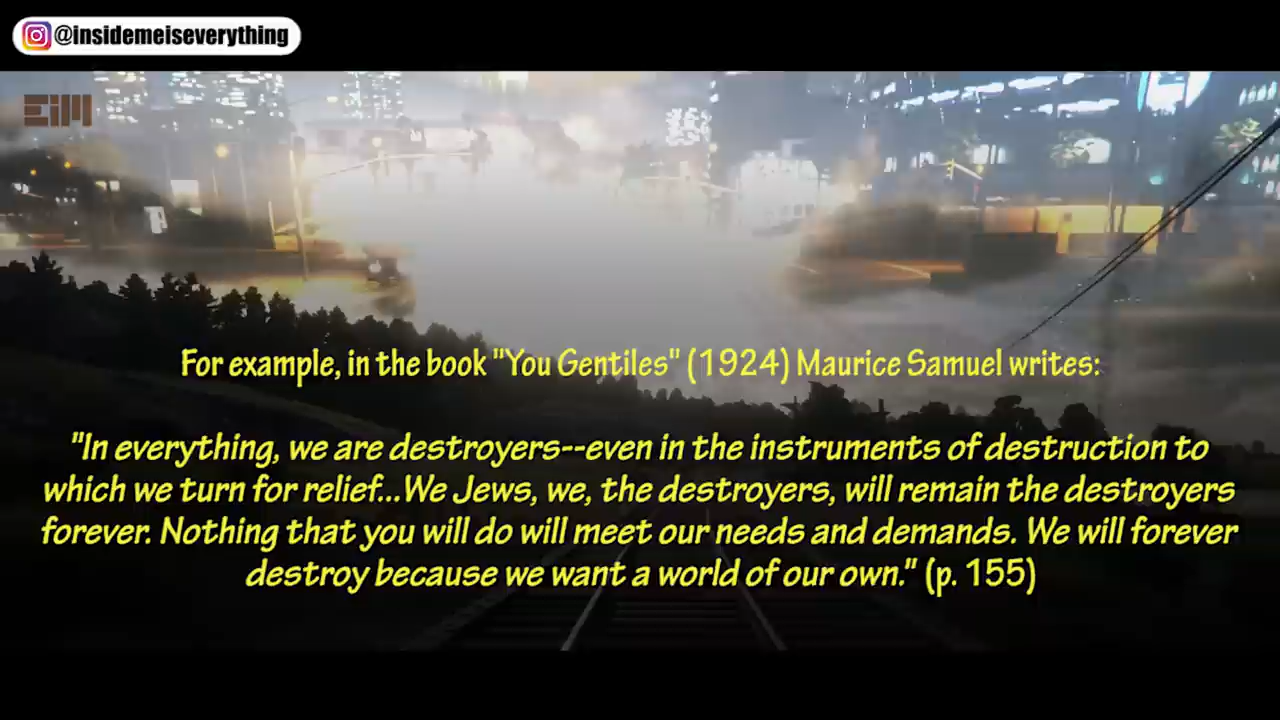 @insidemeiseverything
EiM
For example, in the book "You Gentiles" (1924) Maurice Samuel writes:
"In everything, we are destroyers--even in the instruments of destruction to
which we turn for relief...We Jews, we, the destroyers, will remain the destroyers
forever. Nothing that you will do will meet our needs and demands. We will forever
destroy because we want a world of our own." (p. 155)